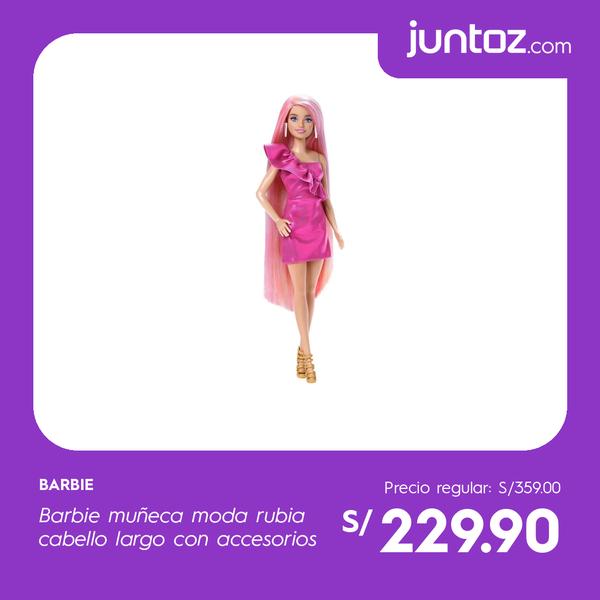 juntoz.com
BARBIE
Barbie muñeca moda rubia
cabello largo con accesorios
Precio regular: S/359.00
S/229.90